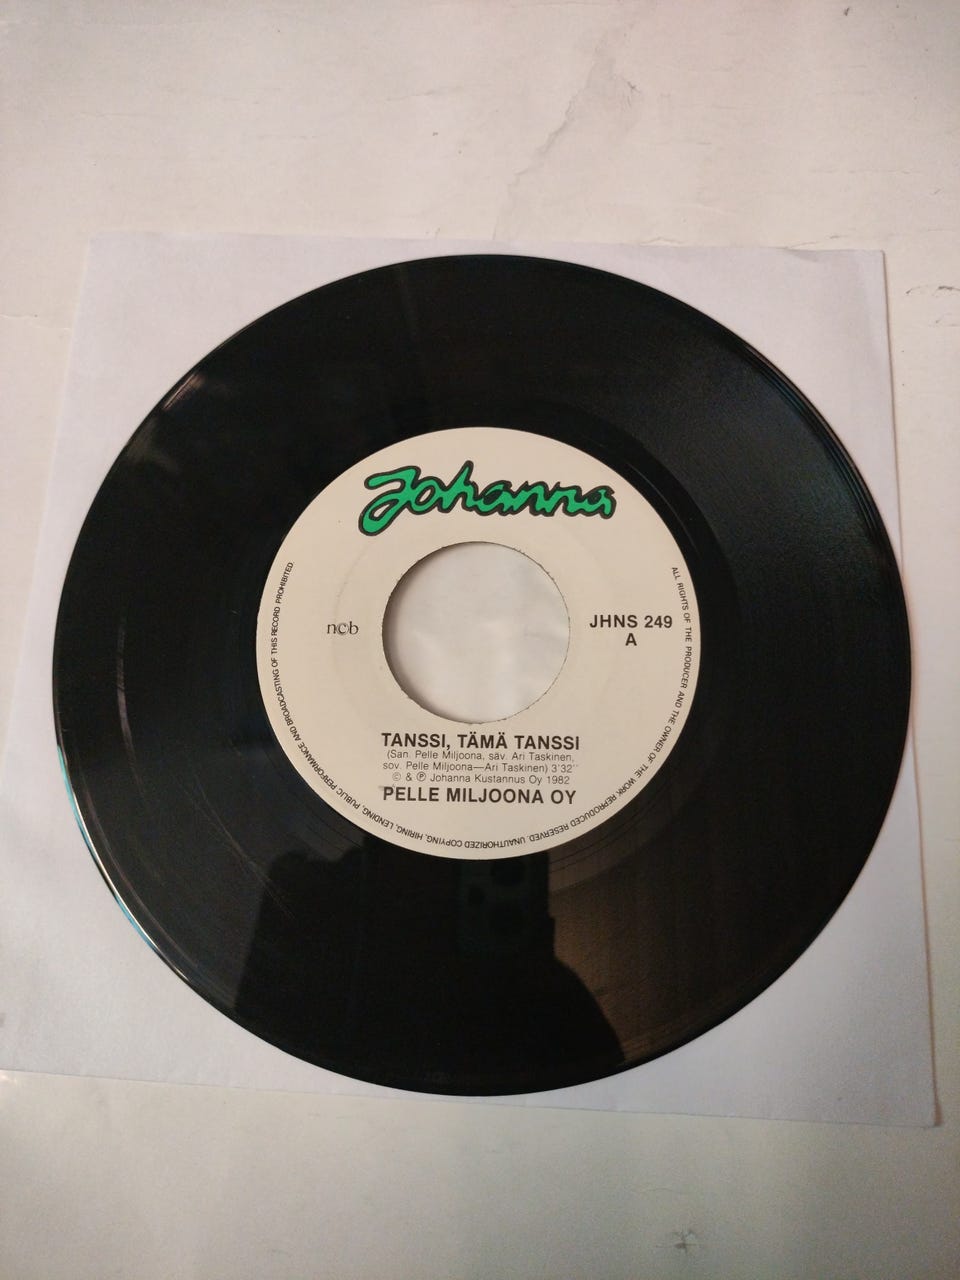 Johanna
ncb
JHNS 249
A
TANSSI, TÄMÄ TANSSI
(San. Pelle Miljoona, säv. Ari Taskinen,
sov. Pelle Miljoona—Ari Taskinen) 3'32''
© & ℗ Johanna Kustannus Oy 1982
PELLE MILJOONA OY
ALL RIGHTS OF THE PRODUCER AND THE OWNER OF THE WORK REPRODUCED RESERVED. UNAUTHORIZED COPYING, HIRING, LENDING, PUBLIC PERFORMANCE AND BROADCASTING OF THIS RECORD PROHIBITED